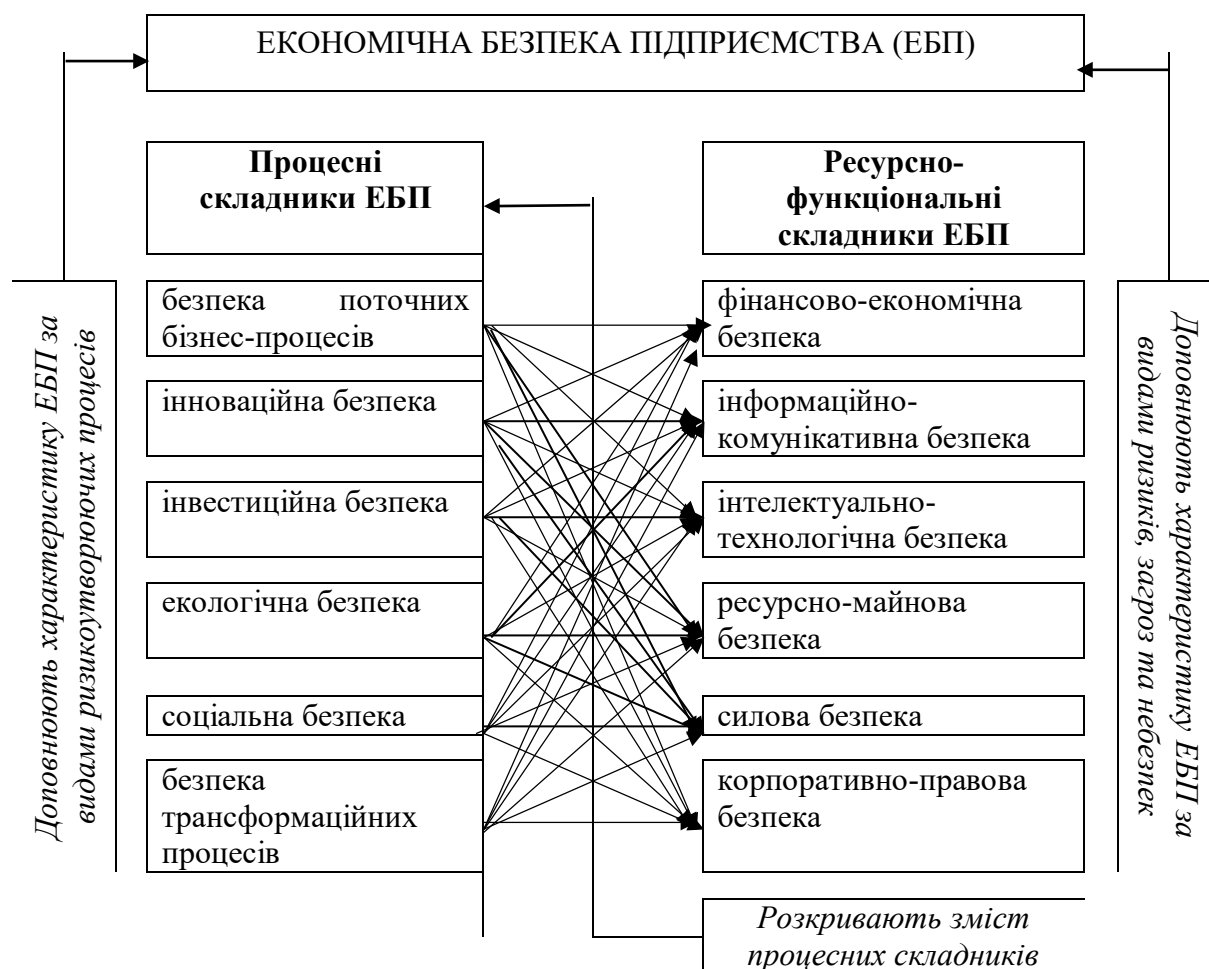 ЕКОНОМІЧНА БЕЗПЕКА ПІДПРИЄМСТВА (ЕБП)
Процесні
складники ЕБП
Ресурсно-
функціональні
складники ЕБП
Доповнюють характеристику ЕБП за
видами ризикоутворюючих процесів
безпека поточних
бізнес-процесів
інноваційна безпека
інвестиційна безпека
екологічна безпека
соціальна безпека
безпека
трансформаційних
процесів
фінансово-економічна
безпека
інформаційно-
комунікативна безпека
інтелектуально-
технологічна безпека
ресурсно-майнова
безпека
силова безпека
корпоративно-правова
безпека
Доповнюють характеристику ЕБП за
видами ризиків, загроз та небезпек
Розкривають зміст
процесних складників